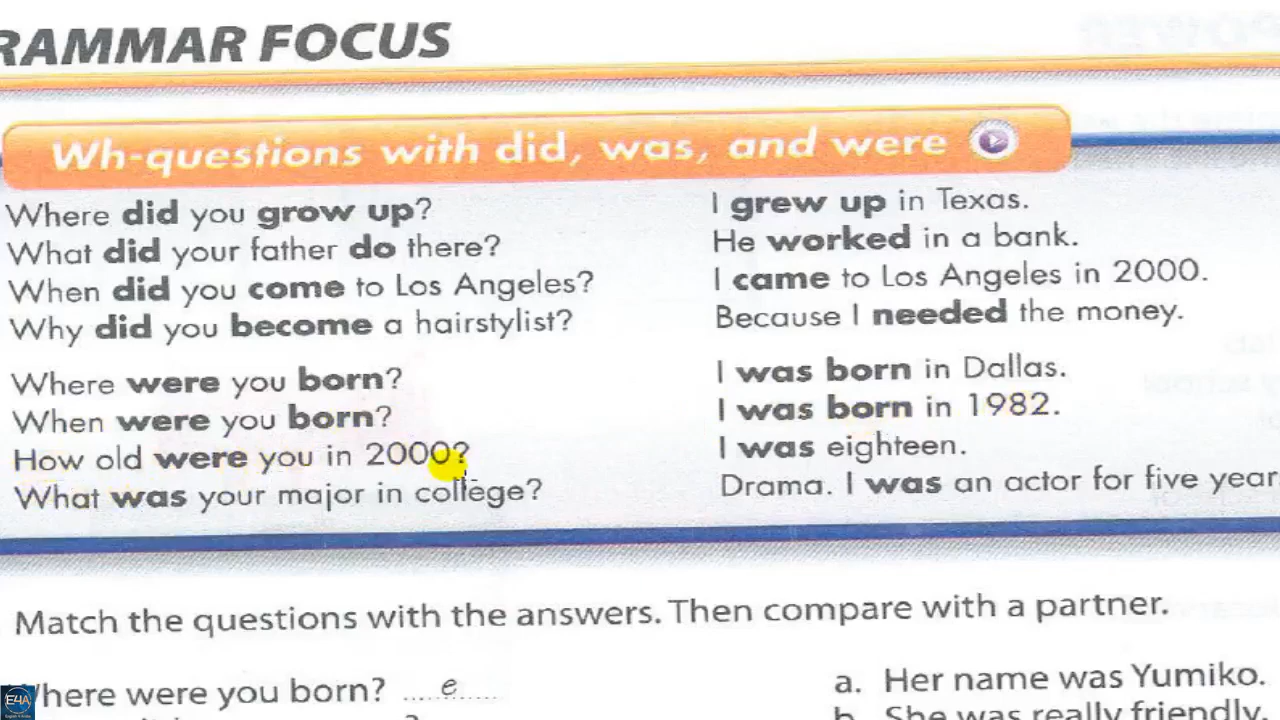 RAMMAR FOCUS
Wh-questions with did, was, and were
Where did you grow up? I grew up in Texas.
What did your father do there? He worked in a bank.
When did you come to Los Angeles? I came to Los Angeles in 2000.
Why did you become a hairstylist? Because I needed the money.
Where were you born? I was born in Dallas.
When were you born? I was born in 1982.
How old were you in 2000? I was eighteen.
What was your major in college? Drama. I was an actor for five year
Match the questions with the answers. Then compare with a partner.
here were you born? e a. Her name was Yumiko.
b. She was really friendly.
E4A